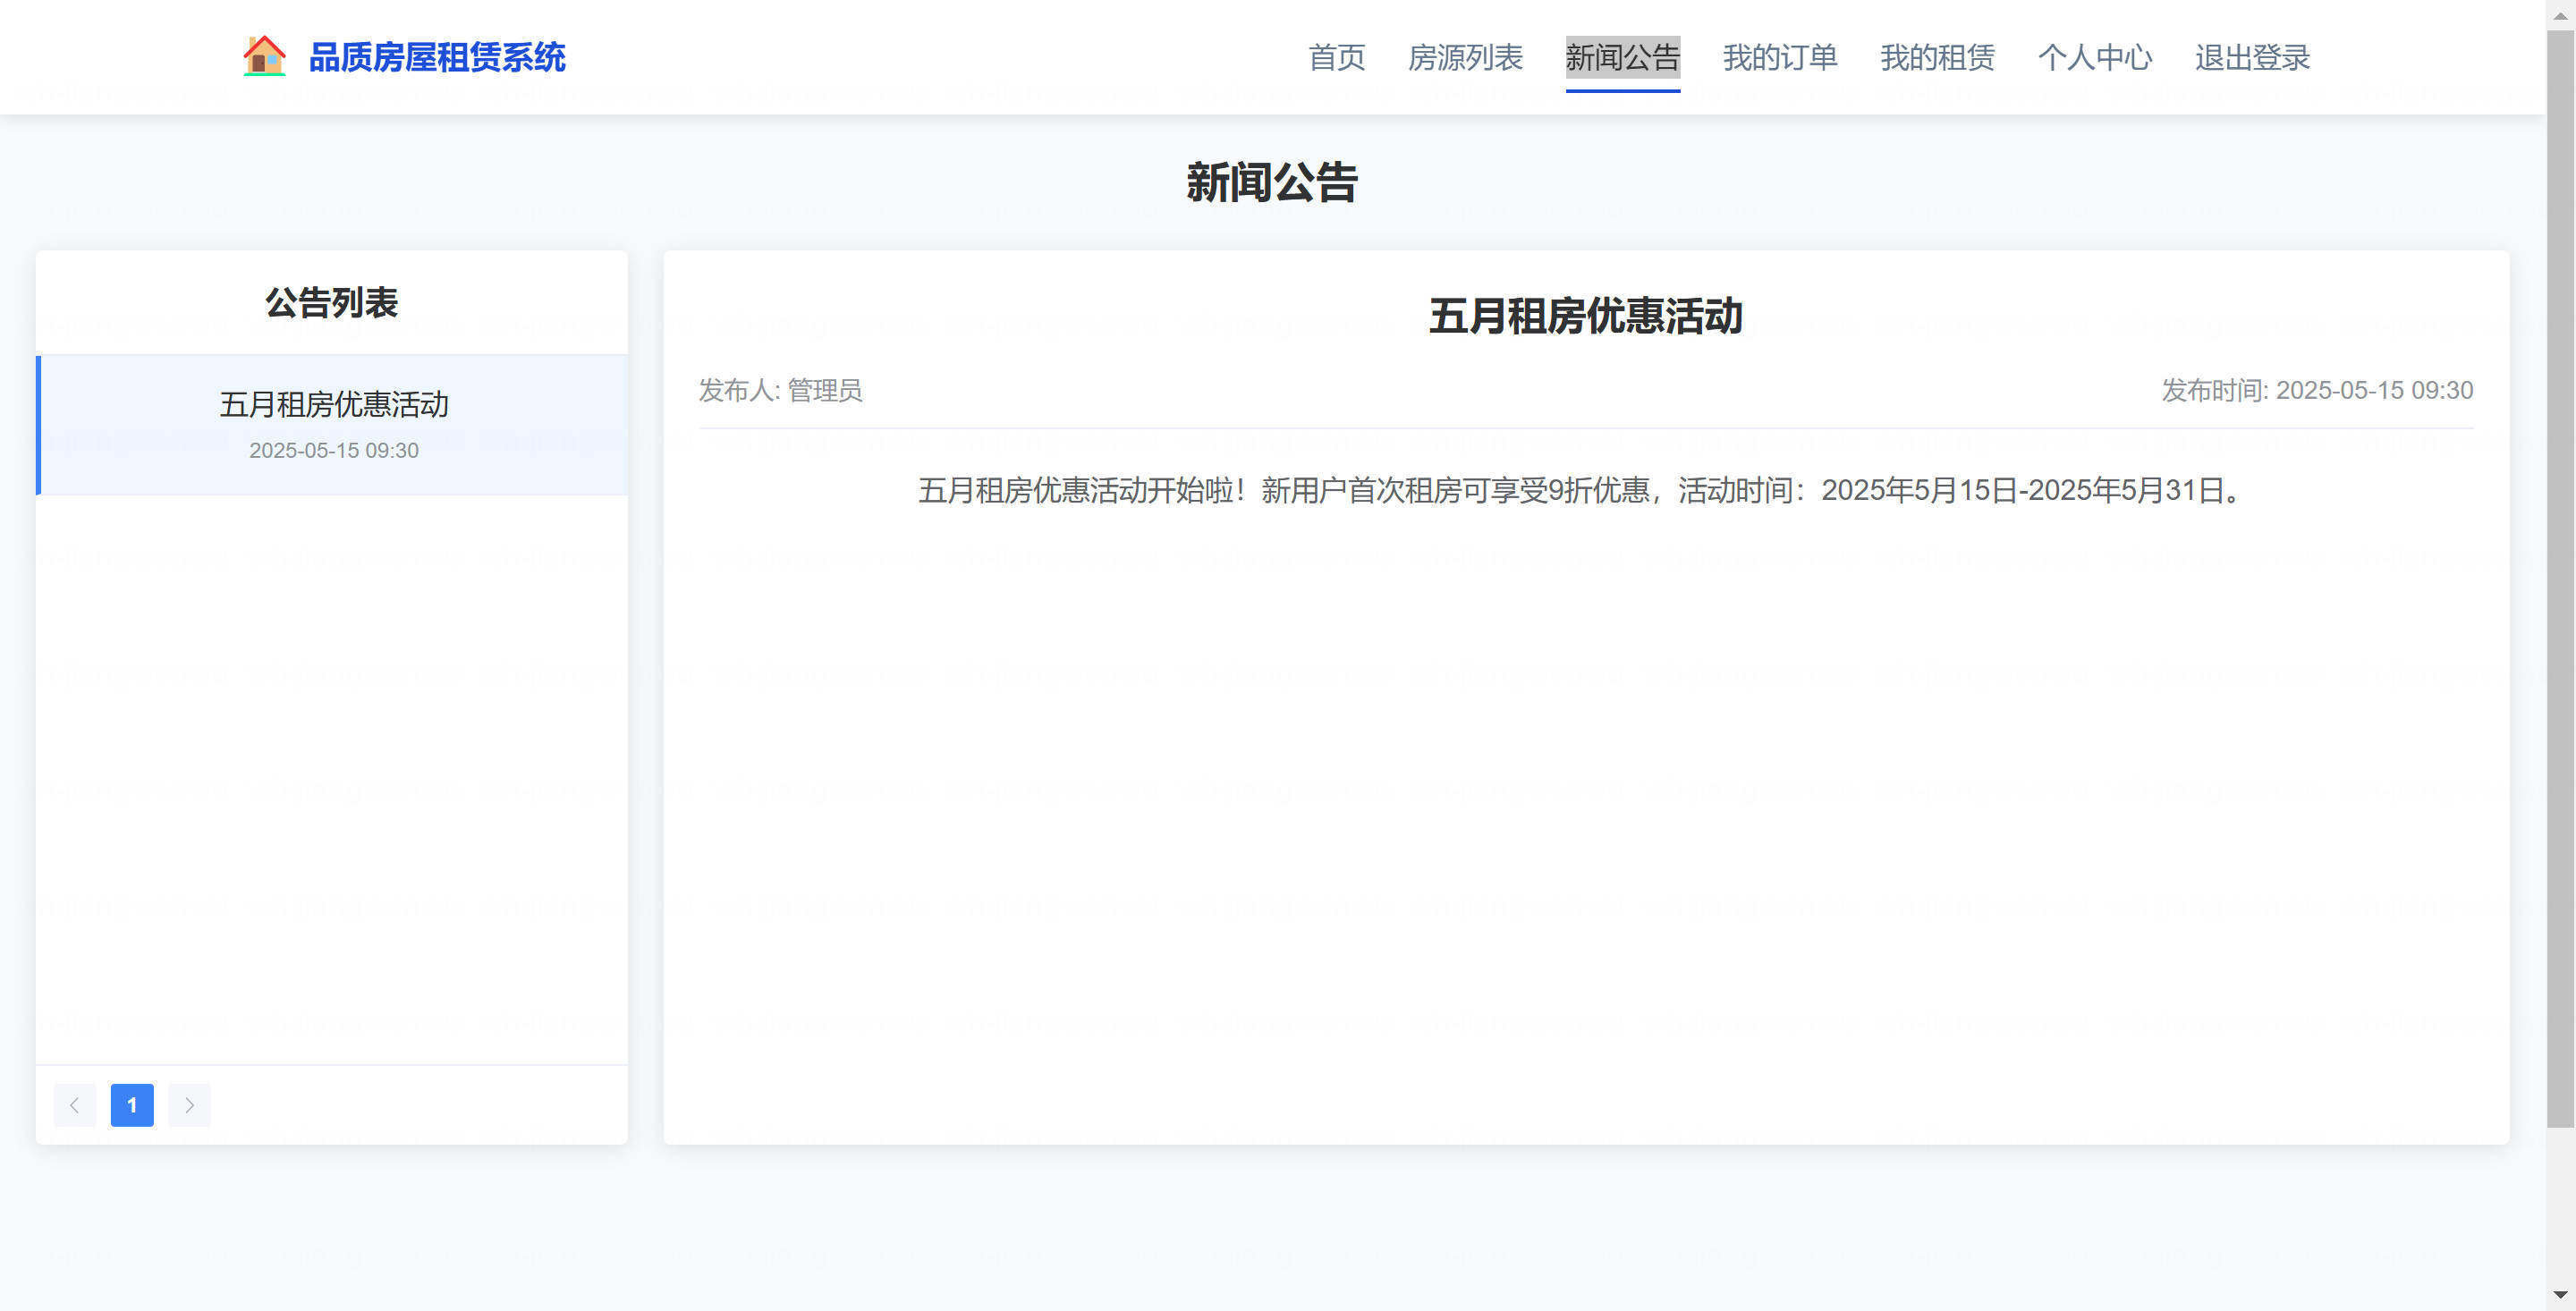 品质房屋租赁系统
首页 房源列表 新闻公告 我的订单 我的租赁 个人中心 退出登录
新闻公告
公告列表
五月租房优惠活动
2025-05-15 09:30
1
五月租房优惠活动
发布人: 管理员 发布时间: 2025-05-15 09:30
五月租房优惠活动开始啦！新用户首次租房可享受9折优惠，活动时间：2025年5月15日-2025年5月31日。